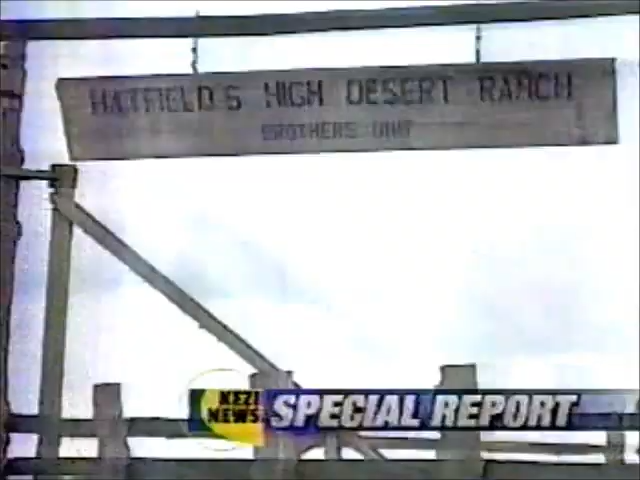 HATFIELD'S HIGH DESERT RANCH
BROTHERS UNIT
KEZI
NEWS
SPECIAL REPORT